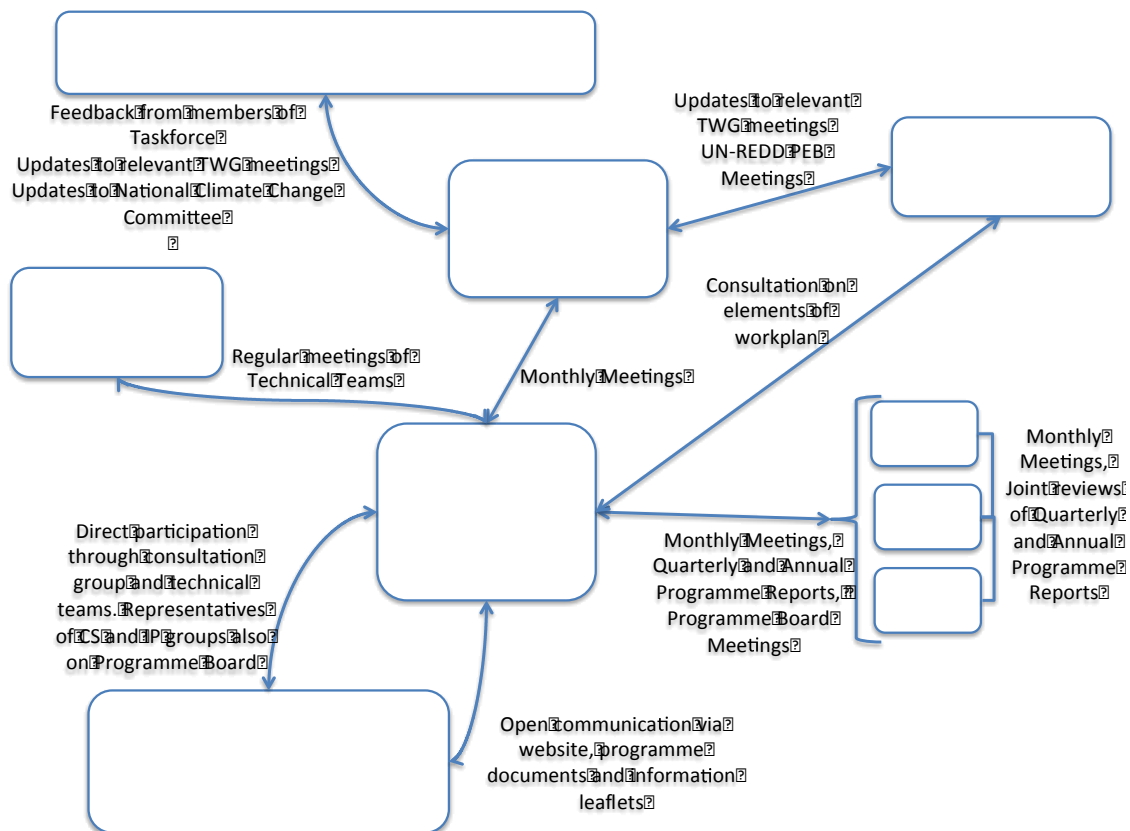 Feedback from members of
Taskforce
Updates to relevant TWG meetings
Updates to National Climate Change
Committee
Updates to relevant
TWG meetings
UN-REDD PEB
Meetings
Consultation on
elements of
workplan
Regular meetings of
Technical Teams
Monthly Meetings
Monthly
Meetings,
Joint reviews
of Quarterly
and Annual
Programme
Reports
Direct participation
through consultation
group and technical
teams. Representatives
of CS and IP groups also
on Programme Board
Monthly Meetings,
Quarterly and Annual
Programme Reports,
Programme Board
Meetings
Open communication via
website, programme
documents and information
leaflets